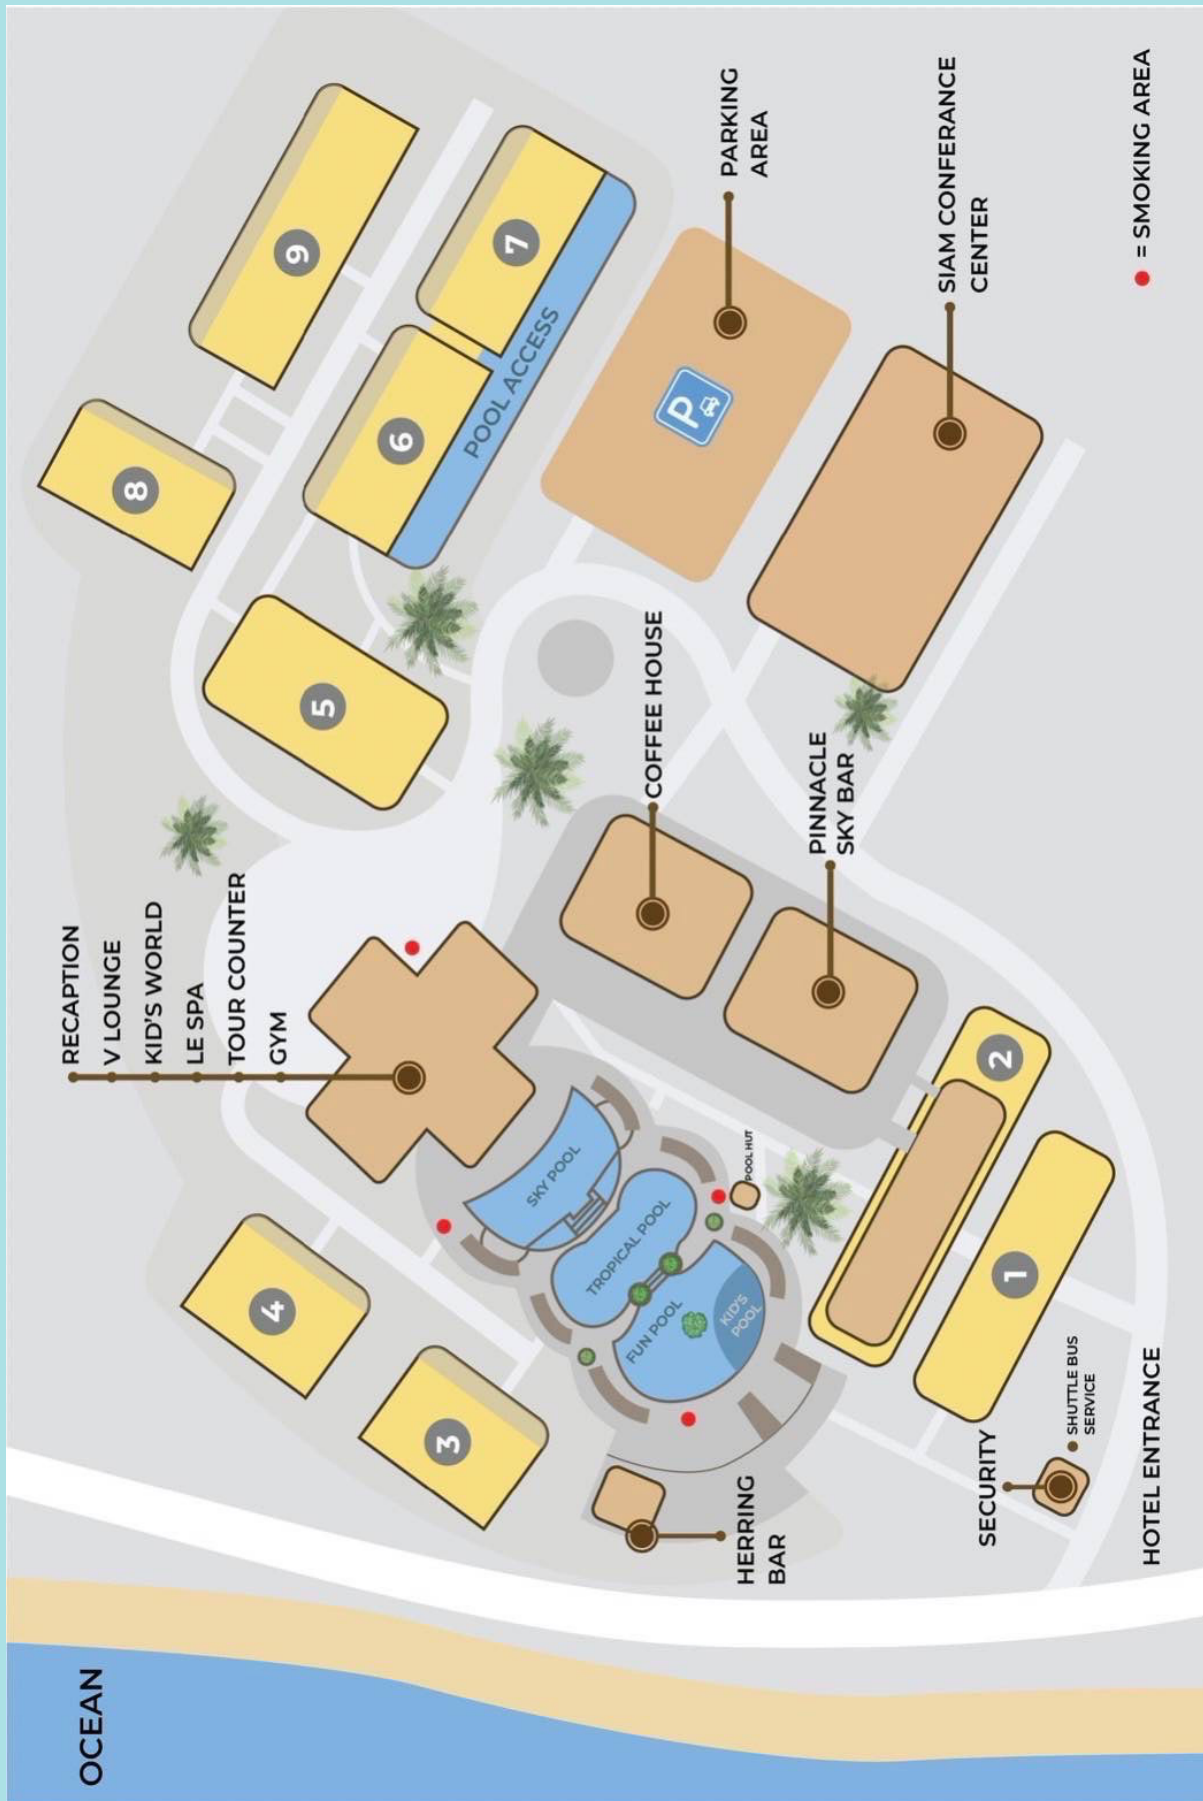 RECAPTION
V LOUNGE
KID'S WORLD
LE SPA
TOUR COUNTER
GYM
8
9
5
6
7
POOL ACCESS
4
3
SKY POOL
TROPICAL POOL
FUN POOL
KID'S
POOL
POOL HUT
COFFEE HOUSE
PINNACLE
SKY BAR
P
PARKING
AREA
SIAM CONFERANCE
CENTER
2
1
HERRING
BAR
SECURITY
SHUTTLE BUS
SERVICE
HOTEL ENTRANCE
= SMOKING AREA
OCEAN